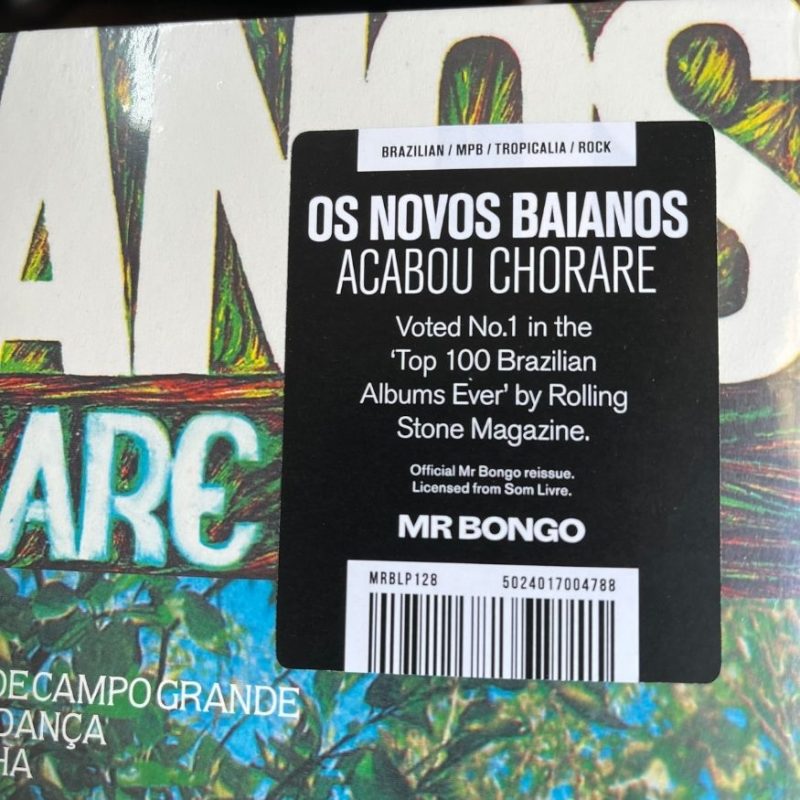 ANOS
BRAZILIAN / MPB / TROPICALIA / ROCK
OS NOVOS BAIANOS
ACABOU CHORARE
Voted No.1 in the
‘Top 100 Brazilian
Albums Ever’ by Rolling
Stone Magazine.
Official Mr Bongo reissue.
Licensed from Som Livre.
MR BONGO
MRBLP128 5024017004788
ARE
DE CAMPO GRANDE
DANÇA
HA